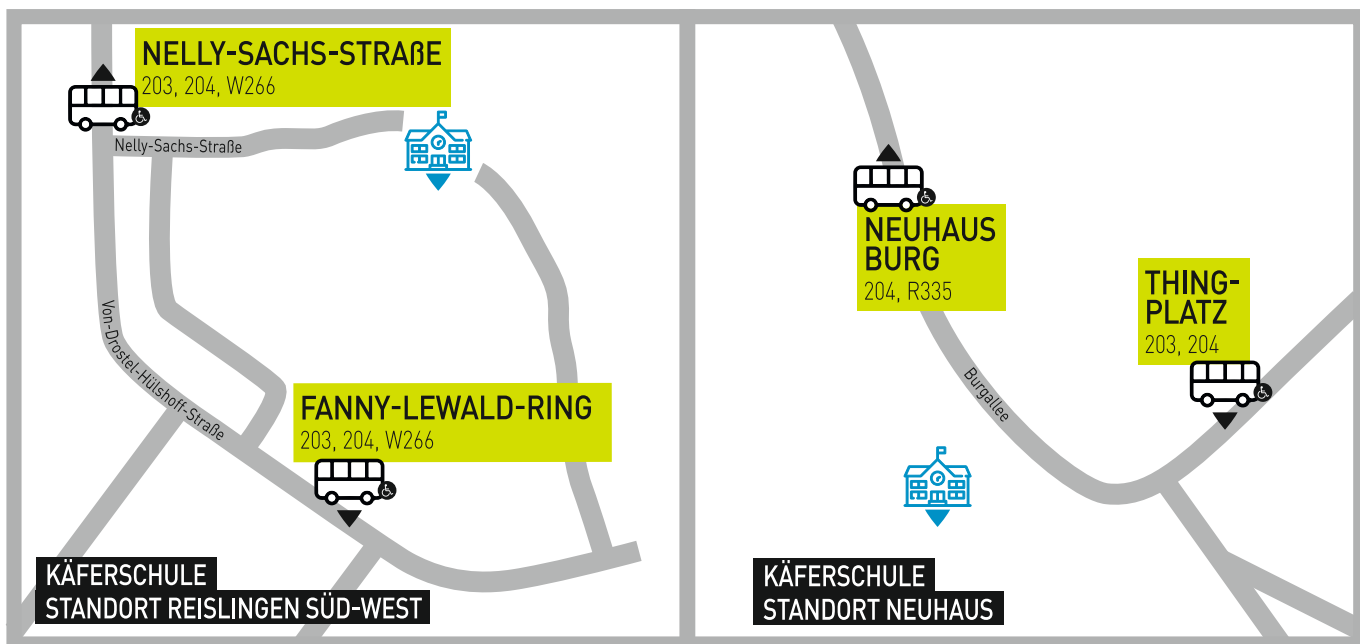 NELLY-SACHS-STRAßE
203, 204, W266
Nelly-Sachs-Straße
Von-Drostel-Hülshoff-Straße
FANNY-LEWALD-RING
203, 204, W266
KÄFERSCHULE
STANDORT REISLINGEN SÜD-WEST
NEUHAUS
BURG
204, R335
THING-
PLATZ
203, 204
Burgallee
KÄFERSCHULE
STANDORT NEUHAUS